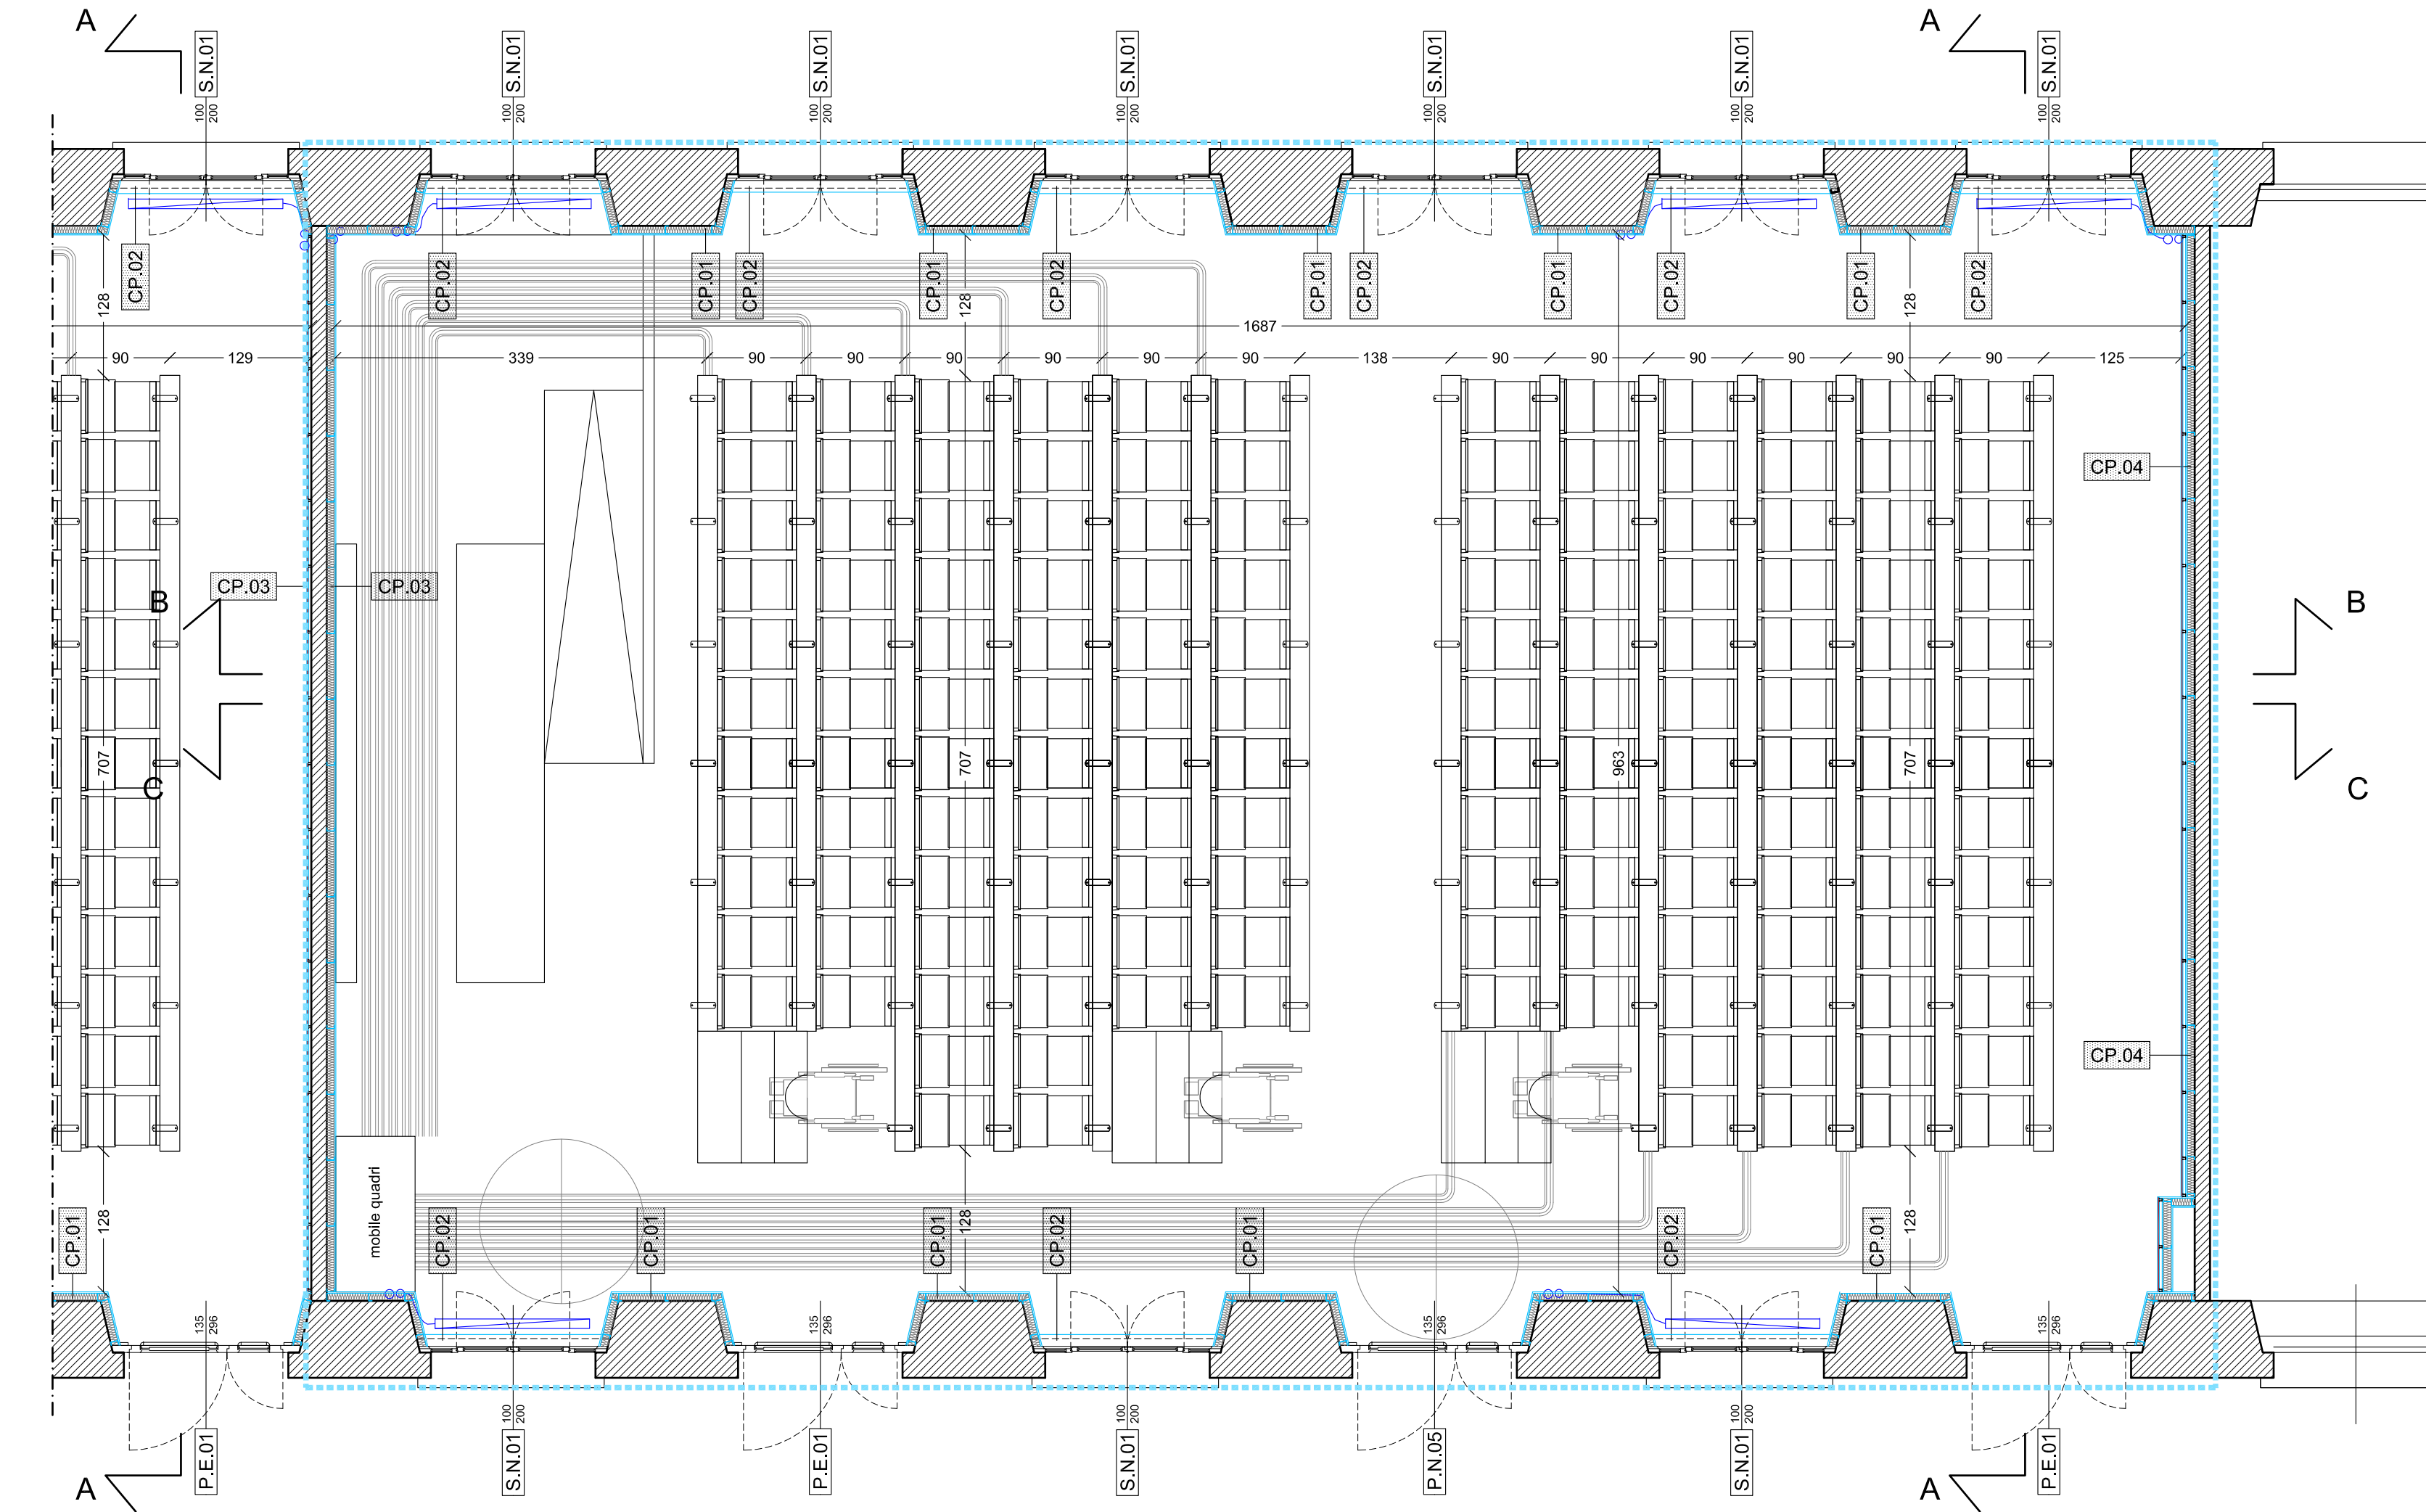 A
A
S.N.01
S.N.01
S.N.01
S.N.01
S.N.01
S.N.01
S.N.01
100
200
100
200
100
200
100
200
100
200
100
200
100
200
CP.02
CP.02
CP.01
CP.02
CP.01
CP.02
CP.01
CP.02
CP.01
CP.02
CP.01
CP.02
128
128
128
1687
90
129
339
90
90
90
90
90
90
138
90
90
90
90
90
90
125
CP.04
CP.03
CP.03
B
B
707
707
963
707
C
C
CP.04
mobile quadri
CP.01
128
CP.02
CP.01
CP.01
128
CP.02
CP.01
CP.02
CP.01
128
135
296
135
296
135
296
135
296
100
200
100
200
100
200
P.E.01
S.N.01
P.E.01
S.N.01
P.N.05
S.N.01
P.E.01
A
A